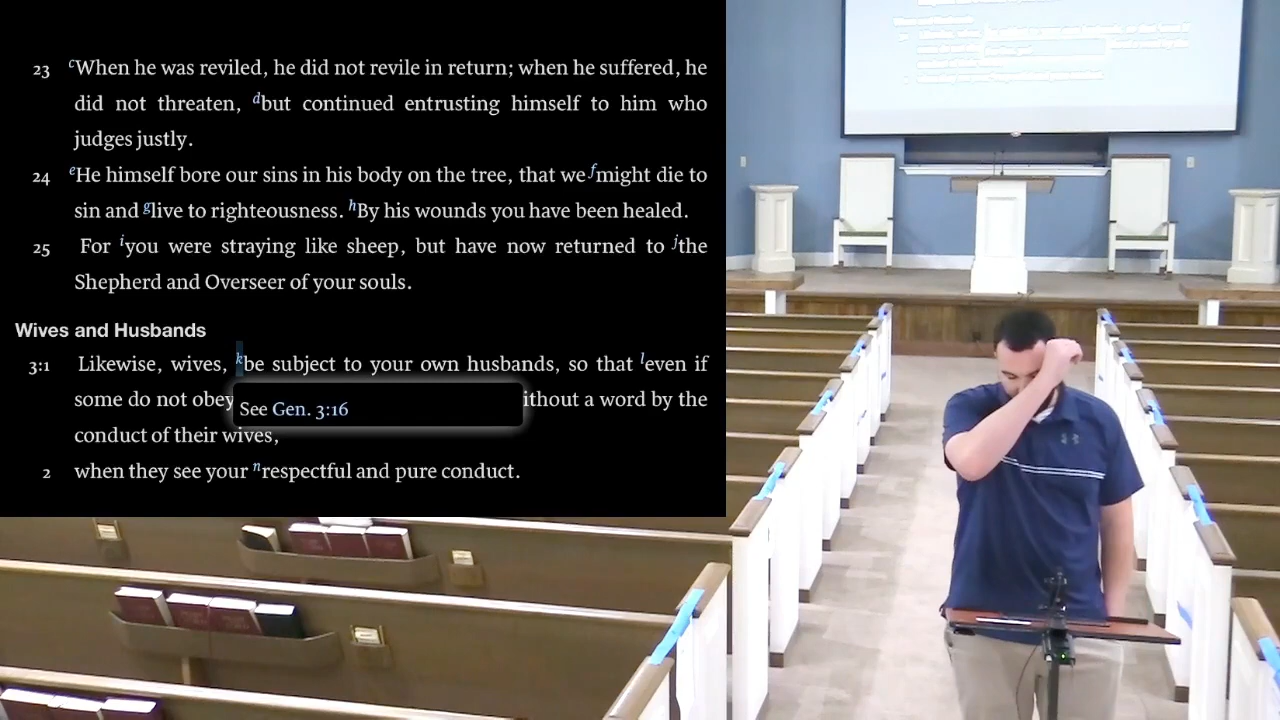 23 cWhen he was reviled, he did not revile in return; when he suffered, he
did not threaten, dbut continued entrusting himself to him who
judges justly.
24 eHe himself bore our sins in his body on the tree, that we fmight die to
sin and glive to righteousness. hBy his wounds you have been healed.
25 For iyou were straying like sheep, but have now returned to jthe
Shepherd and Overseer of your souls.
Wives and Husbands
3:1 Likewise, wives, kbe subject to your own husbands, so that leven if
some do not obey See Gen. 3:16 ithout a word by the
conduct of their wives,
2 when they see your nrespectful and pure conduct.